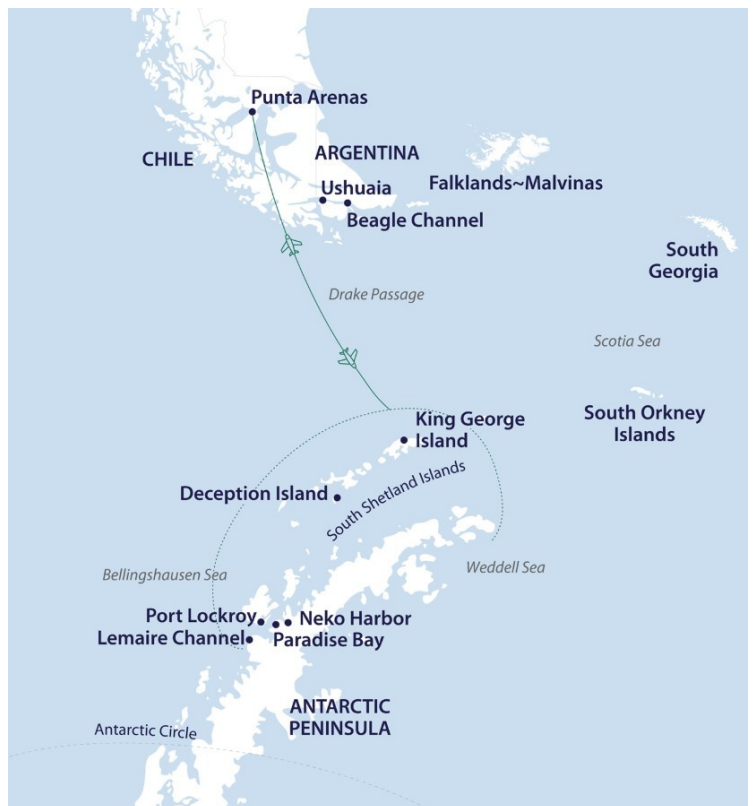 Punta Arenas
CHILE
ARGENTINA
Falklands~Malvinas
Ushuaia
Beagle Channel
South
Georgia
Drake Passage
Scotia Sea
King George
Island
South Orkney
Islands
Deception Island
South Shetland Islands
Bellingshausen Sea
Weddell Sea
Port Lockroy
Neko Harbor
Lemaire Channel
Paradise Bay
ANTARCTIC
PENINSULA
Antarctic Circle